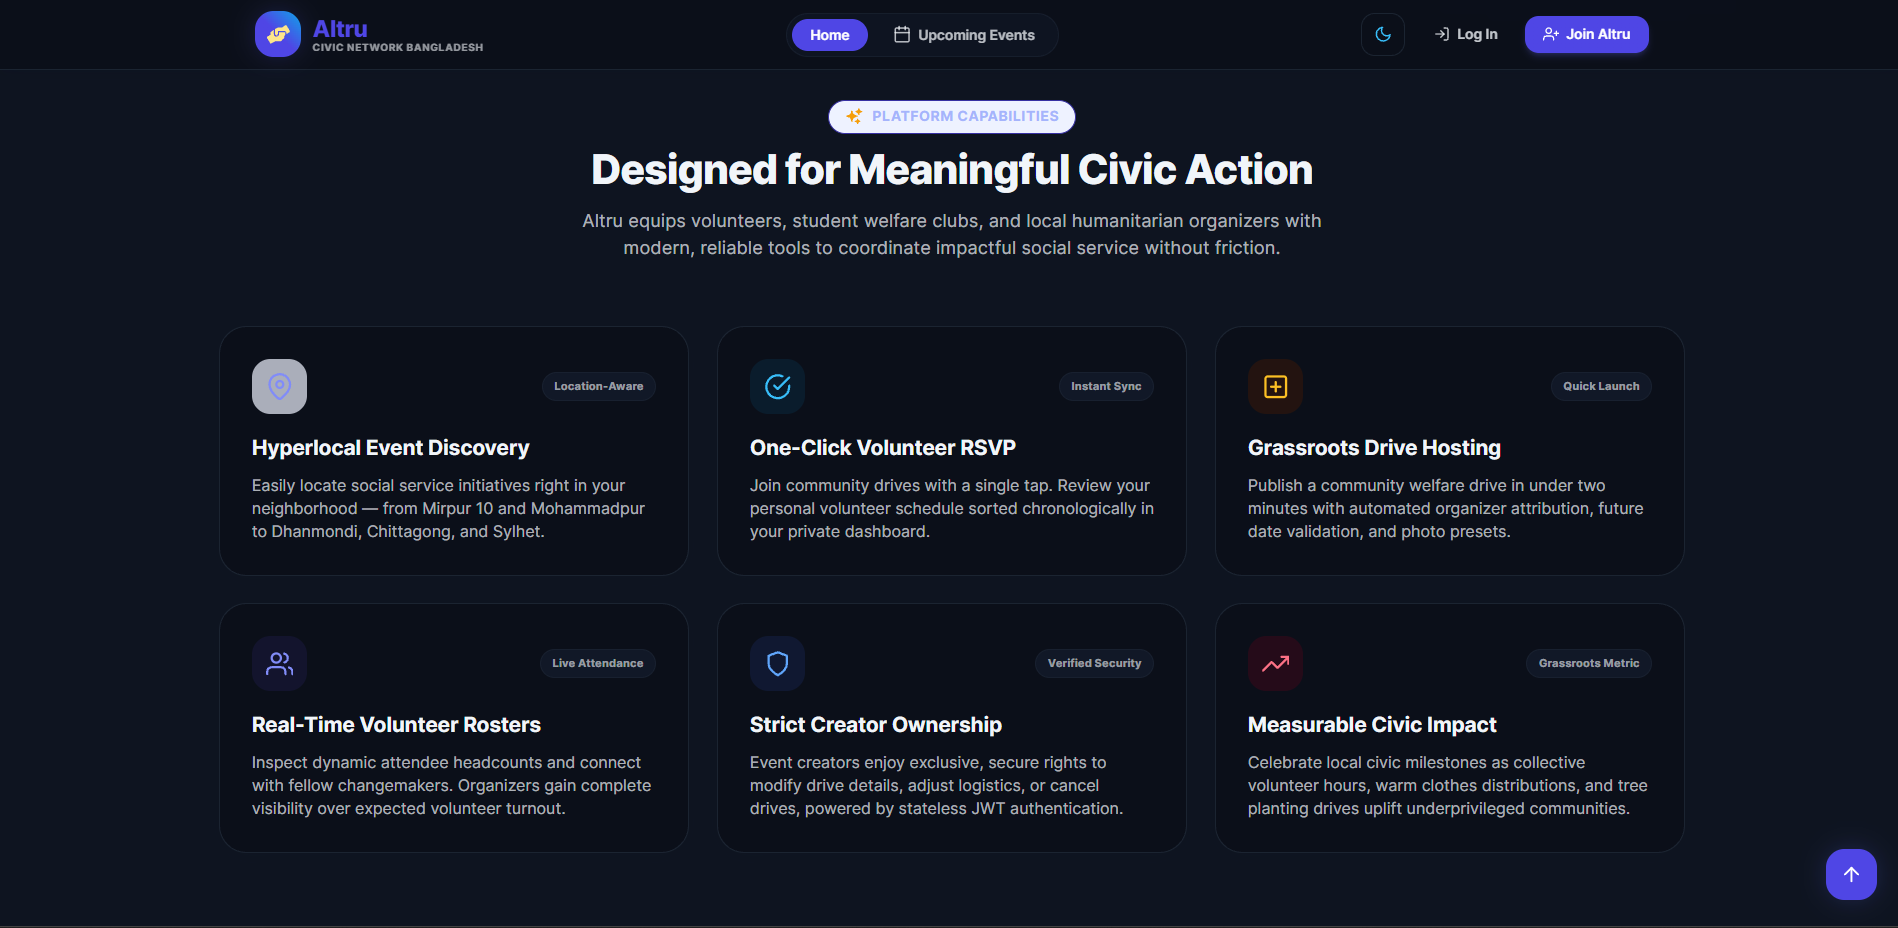 Altru
CIVIC NETWORK BANGLADESH
Home
Upcoming Events
Log In
Join Altru
PLATFORM CAPABILITIES
Designed for Meaningful Civic Action
Altru equips volunteers, student welfare clubs, and local humanitarian organizers with
modern, reliable tools to coordinate impactful social service without friction.
Location-Aware
Hyperlocal Event Discovery
Easily locate social service initiatives right in your
neighborhood — from Mirpur 10 and Mohammadpur
to Dhanmondi, Chittagong, and Sylhet.
Instant Sync
One-Click Volunteer RSVP
Join community drives with a single tap. Review your
personal volunteer schedule sorted chronologically in
your private dashboard.
Quick Launch
Grassroots Drive Hosting
Publish a community welfare drive in under two
minutes with automated organizer attribution, future
date validation, and photo presets.
Live Attendance
Real-Time Volunteer Rosters
Inspect dynamic attendee headcounts and connect
with fellow changemakers. Organizers gain complete
visibility over expected volunteer turnout.
Verified Security
Strict Creator Ownership
Event creators enjoy exclusive, secure rights to
modify drive details, adjust logistics, or cancel
drives, powered by stateless JWT authentication.
Grassroots Metric
Measurable Civic Impact
Celebrate local civic milestones as collective
volunteer hours, warm clothes distributions, and tree
planting drives uplift underprivileged communities.